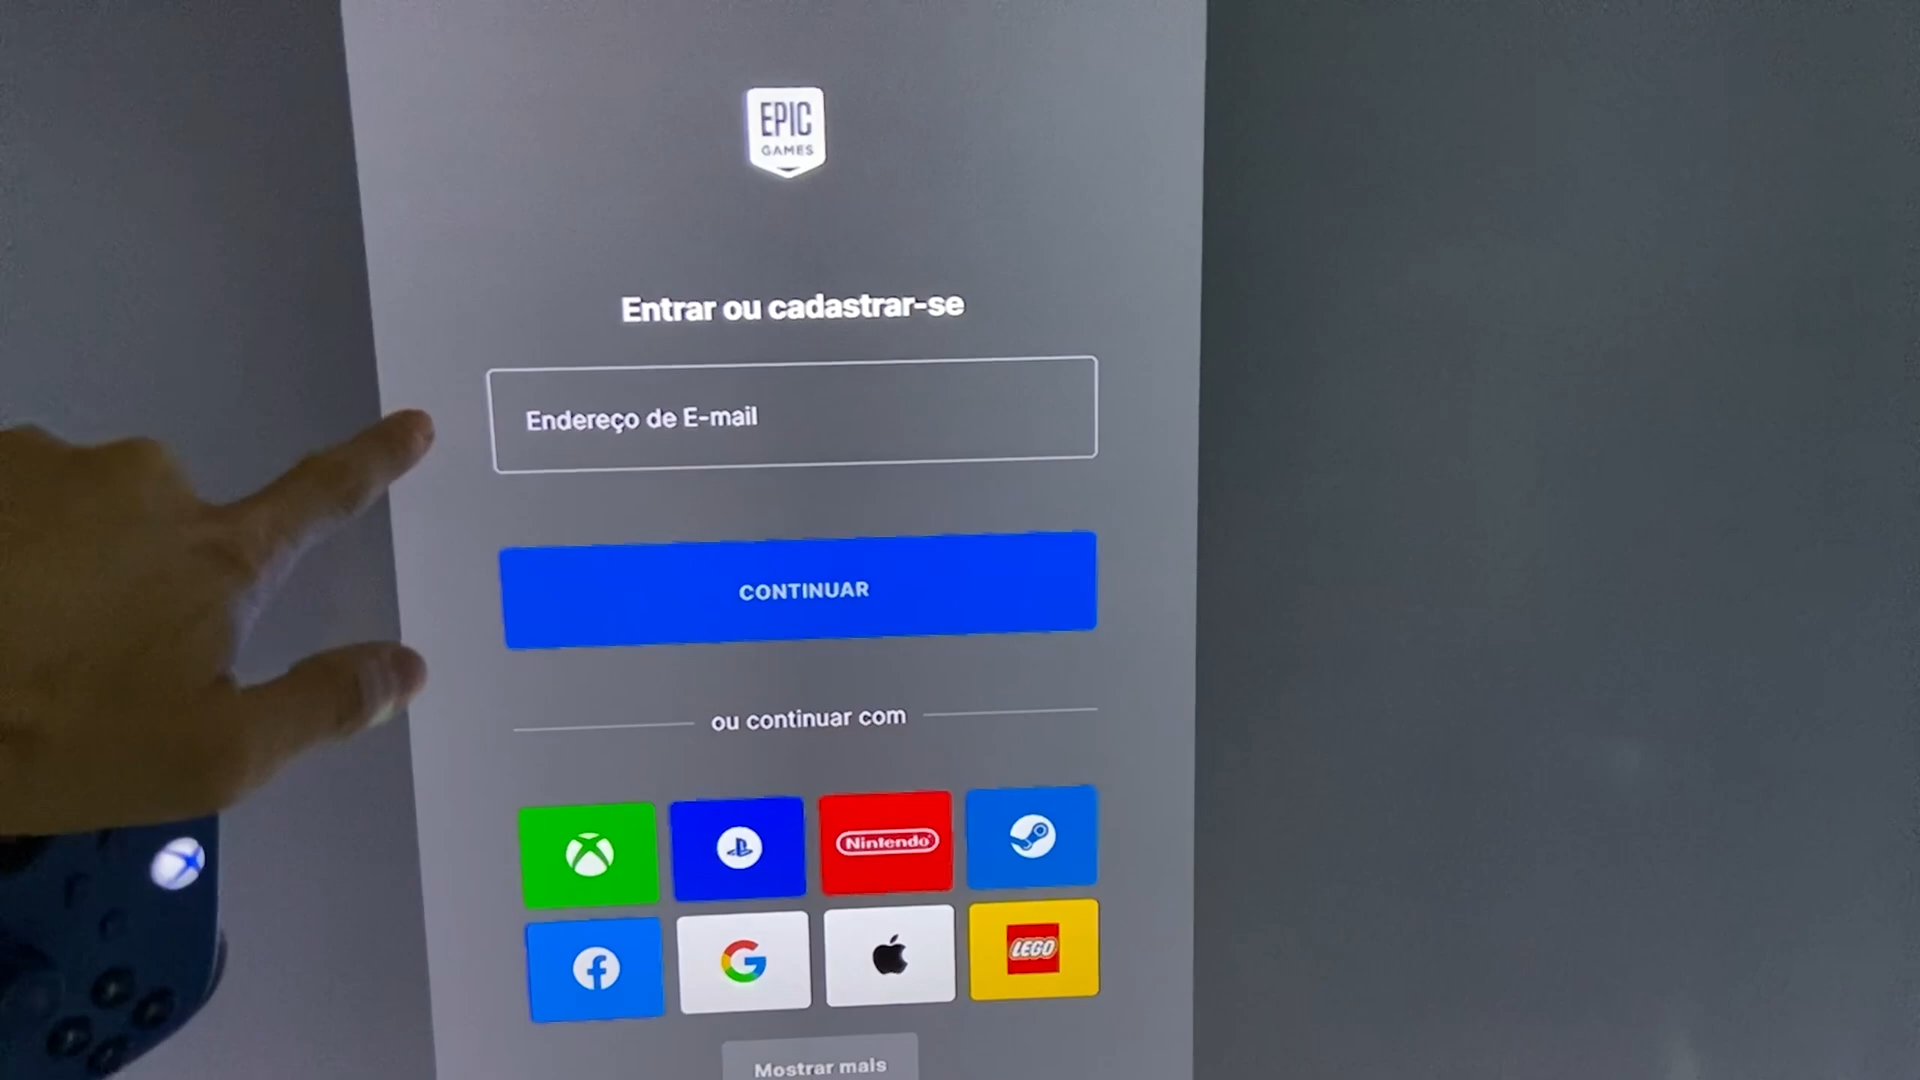 EPIC
GAMES
Entrar ou cadastrar-se
Endereço de E-mail
CONTINUAR
ou continuar com
Nintendo
LEGO
Mostrar mais